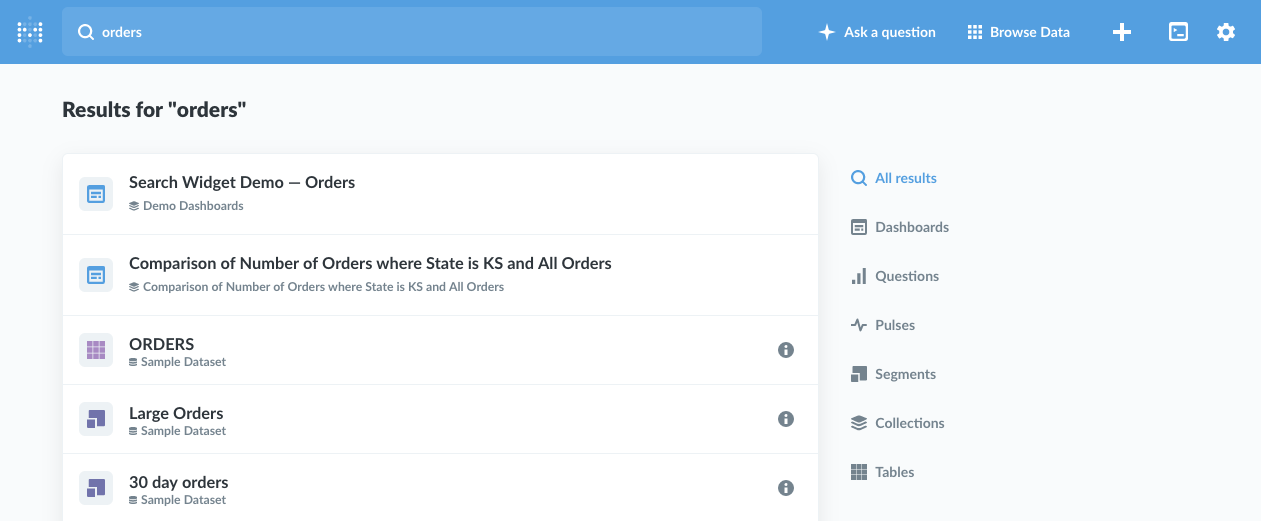 orders
Ask a question
Browse Data
Results for "orders"
Search Widget Demo — Orders
Demo Dashboards
Comparison of Number of Orders where State is KS and All Orders
Comparison of Number of Orders where State is KS and All Orders
ORDERS
Sample Dataset
Large Orders
Sample Dataset
30 day orders
Sample Dataset
All results
Dashboards
Questions
Pulses
Segments
Collections
Tables